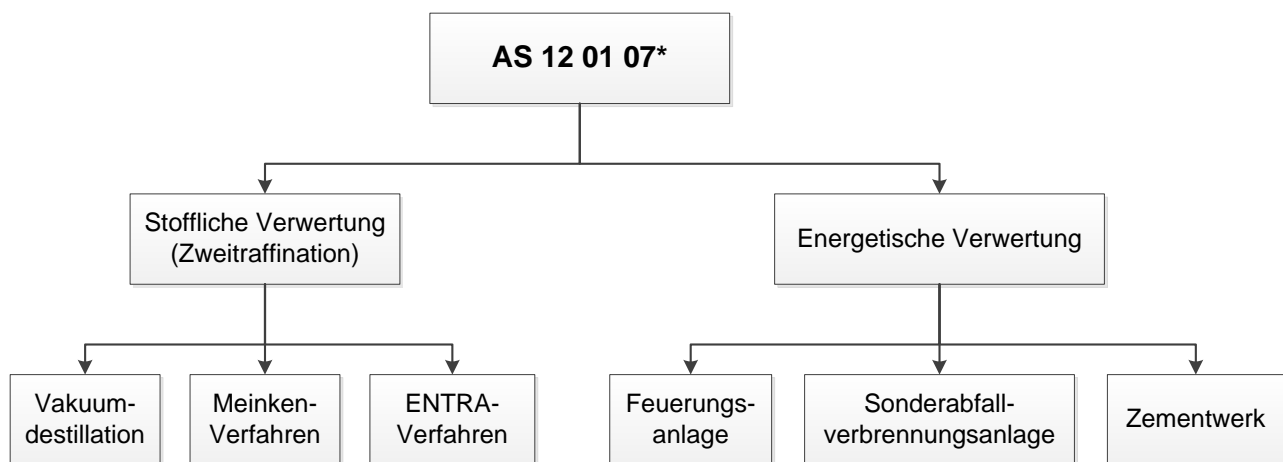 AS 12 01 07*
Stoffliche Verwertung
(Zweitraffination)
Energetische Verwertung
Vakuum-
destillation
Meinken-
Verfahren
ENTRA-
Verfahren
Feuerungs-
anlage
Sonderabfall-
verbrennungsanlage
Zementwerk